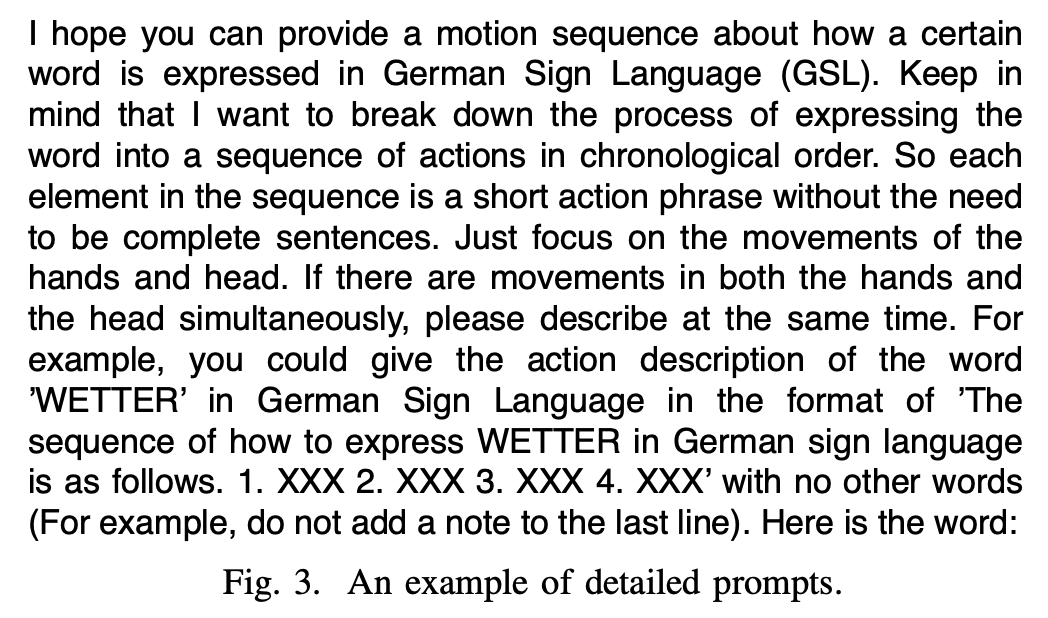 I hope you can provide a motion sequence about how a certain
word is expressed in German Sign Language (GSL). Keep in
mind that I want to break down the process of expressing the
word into a sequence of actions in chronological order. So each
element in the sequence is a short action phrase without the need
to be complete sentences. Just focus on the movements of the
hands and head. If there are movements in both the hands and
the head simultaneously, please describe at the same time. For
example, you could give the action description of the word
’WETTER’ in German Sign Language in the format of ’The
sequence of how to express WETTER in German sign language
is as follows. 1. XXX 2. XXX 3. XXX 4. XXX’ with no other words
(For example, do not add a note to the last line). Here is the word:
Fig. 3. An example of detailed prompts.